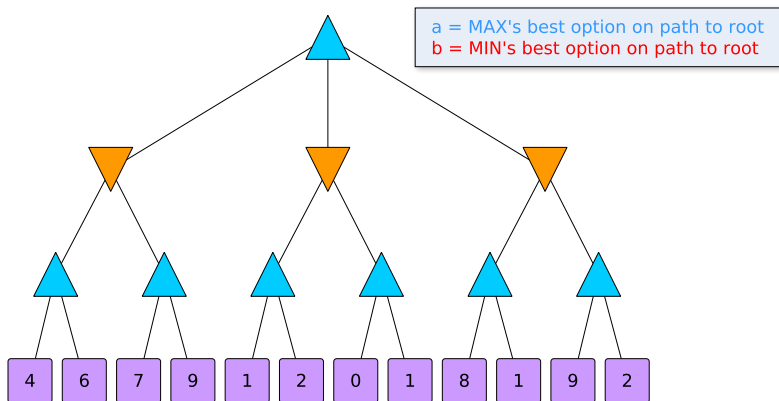 a = MAX's best option on path to root
b = MIN's best option on path to root
4 6 7 9 1 2 0 1 8 1 9 2